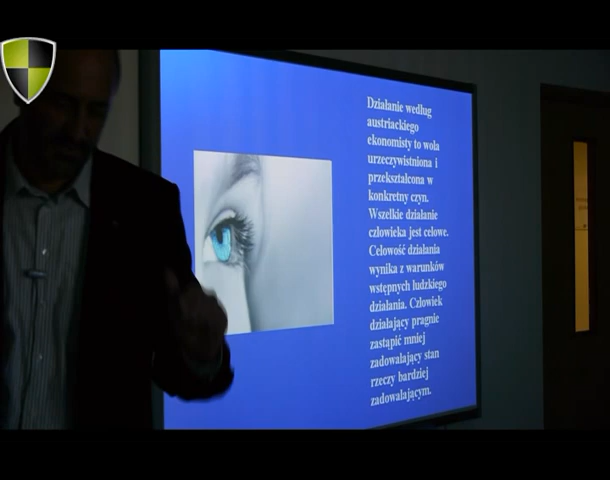 Działanie według
austriackiego
ekonomisty to wola
urzeczywistniona i
przekształcona w
konkretny czyn.
Wszelkie działanie
człowieka jest celowe.
Celowość działania
wynika z warunków
wstępnych ludzkiego
działania. Człowiek
działający pragnie
zastąpić mniej
zadowalający stan
rzeczy bardziej
zadowalającym.